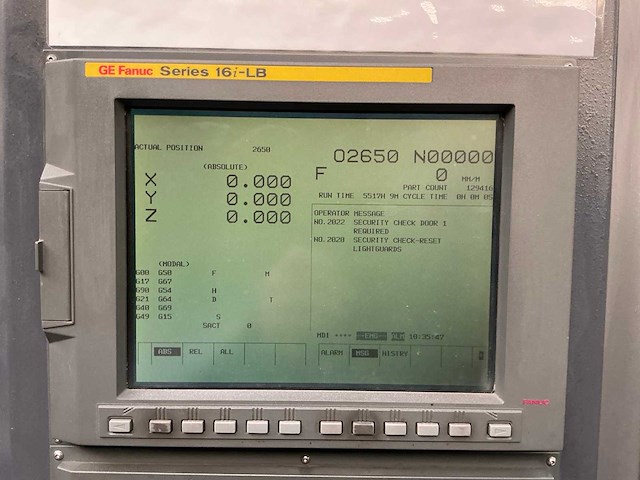 GE Fanuc Series 16i-LB
ACTUAL POSITION 2650
O2650 N00000
(ABSOLUTE)
X 0.000
Y 0.000
Z 0.000
F 0 MM/M
PART COUNT 129416
RUN TIME 5517H 9M CYCLE TIME 0H 0M 0S
OPERATOR MESSAGE
NO.2022 SECURITY CHECK DOOR 1
REQUIRED
NO.2020 SECURITY CHECK-RESET
LIGHTGUARDS
(MODAL)
G00 G50 F M
G17 G67
G90 G54 H
G21 G64 D T
G40 G69
G49 G15 S
SACT 0
MDI **** --EMG-- ALM 10:35:47
ABS REL ALL ALARM MSG HISTRY
FANUC